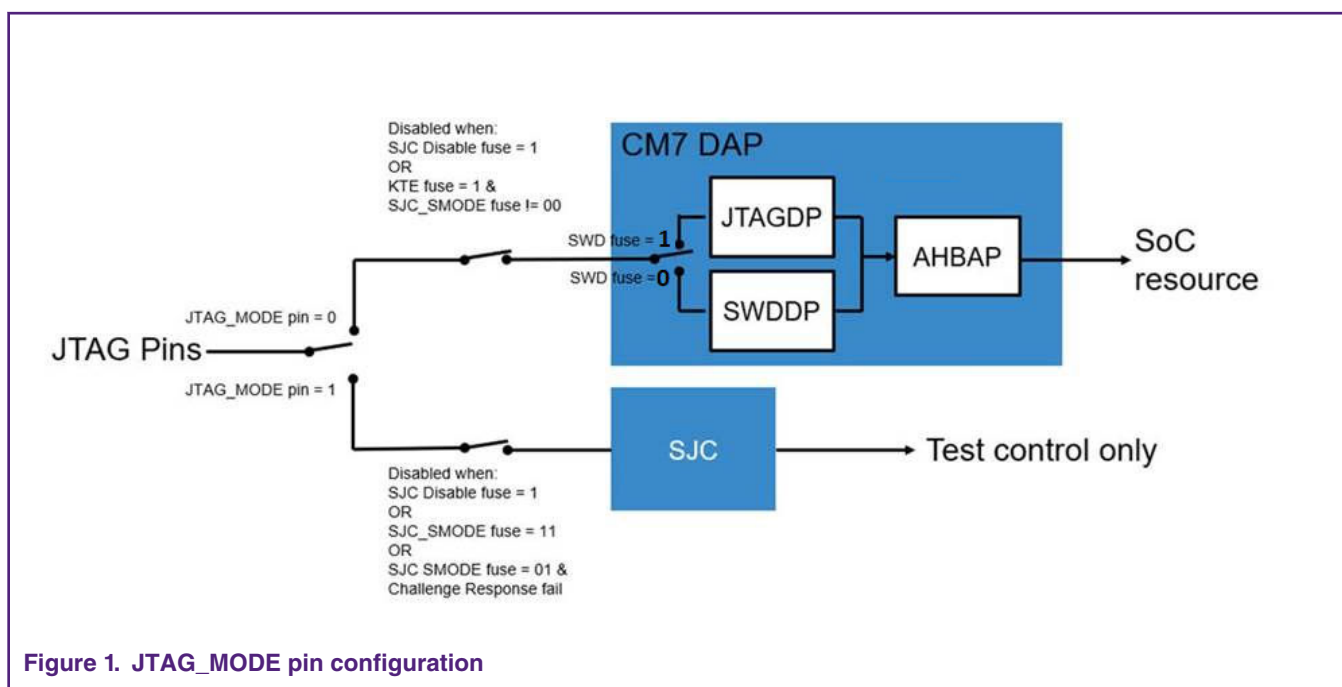 Disabled when:
SJC Disable fuse = 1
OR
KTE fuse = 1 &
SJC_SMODE fuse != 00
CM7 DAP
JTAGDP
SWD fuse = 1
SWD fuse =0
SWDDP
AHBAP
SoC
resource
JTAG_MODE pin = 0
JTAG Pins
JTAG_MODE pin = 1
SJC
Test control only
Disabled when:
SJC Disable fuse = 1
OR
SJC_SMODE fuse = 11
OR
SJC SMODE fuse = 01 &
Challenge Response fail
Figure 1. JTAG_MODE pin configuration